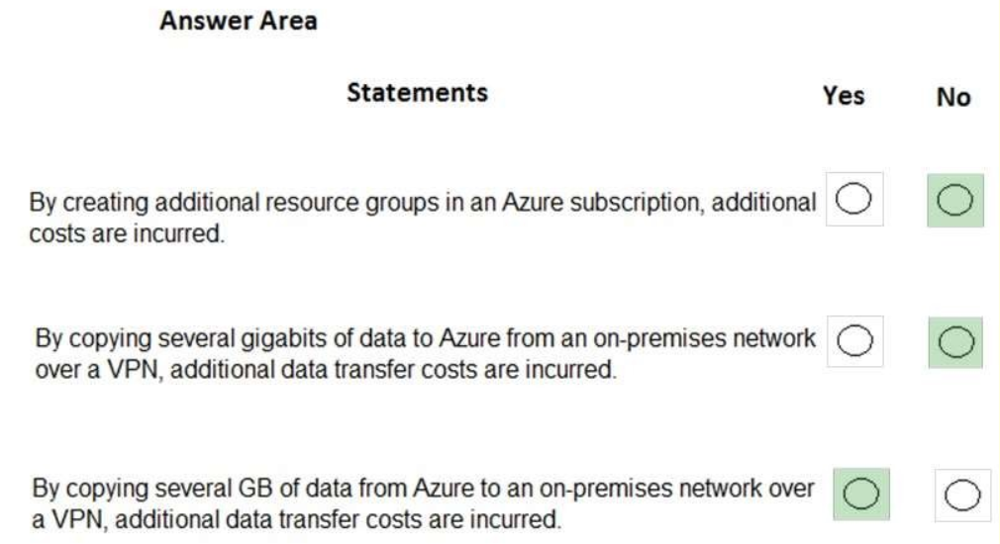 Answer Area
Statements Yes No
By creating additional resource groups in an Azure subscription, additional
costs are incurred.
By copying several gigabits of data to Azure from an on-premises network
over a VPN, additional data transfer costs are incurred.
By copying several GB of data from Azure to an on-premises network over
a VPN, additional data transfer costs are incurred.